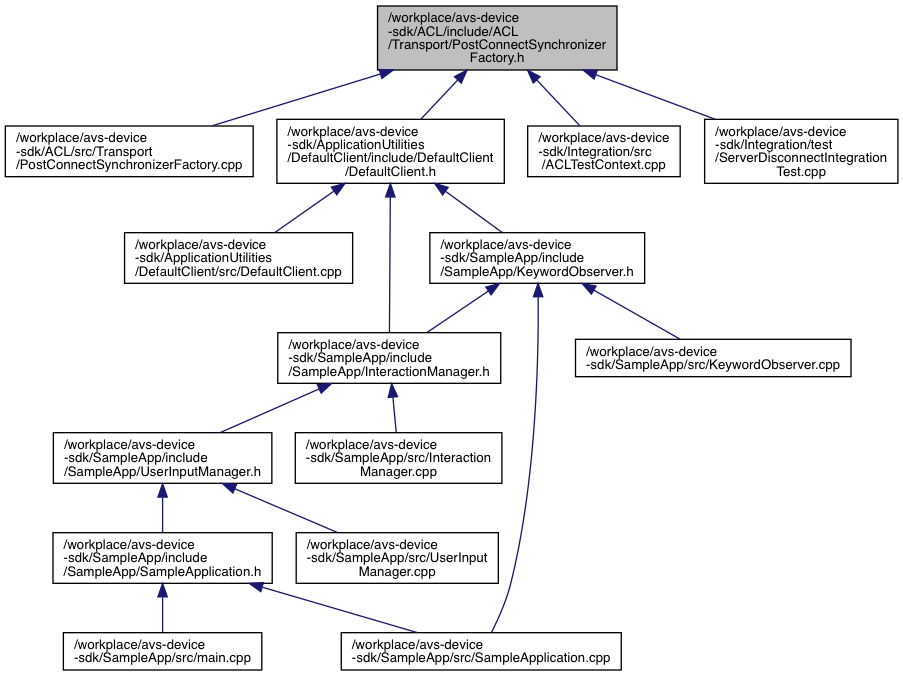 /workplace/avs-device
-sdk/ACL/include/ACL
/Transport/PostConnectSynchronizer
Factory.h
/workplace/avs-device
-sdk/ACL/src/Transport
/PostConnectSynchronizerFactory.cpp
/workplace/avs-device
-sdk/ApplicationUtilities
/DefaultClient/include/DefaultClient
/DefaultClient.h
/workplace/avs-device
-sdk/Integration/src
/ACLTestContext.cpp
/workplace/avs-device
-sdk/Integration/test
/ServerDisconnectIntegration
Test.cpp
/workplace/avs-device
-sdk/ApplicationUtilities
/DefaultClient/src/DefaultClient.cpp
/workplace/avs-device
-sdk/SampleApp/include
/SampleApp/KeywordObserver.h
/workplace/avs-device
-sdk/SampleApp/include
/SampleApp/InteractionManager.h
/workplace/avs-device
-sdk/SampleApp/src/KeywordObserver.cpp
/workplace/avs-device
-sdk/SampleApp/include
/SampleApp/UserInputManager.h
/workplace/avs-device
-sdk/SampleApp/src/Interaction
Manager.cpp
/workplace/avs-device
-sdk/SampleApp/include
/SampleApp/SampleApplication.h
/workplace/avs-device
-sdk/SampleApp/src/UserInput
Manager.cpp
/workplace/avs-device
-sdk/SampleApp/src/main.cpp
/workplace/avs-device
-sdk/SampleApp/src/SampleApplication.cpp